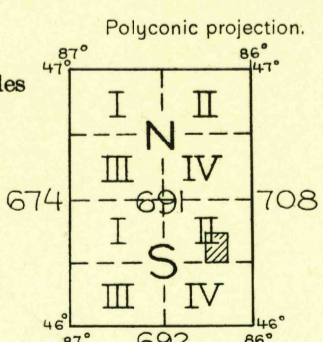 Polyconic projection.
87° 86°
47° 47°
les
I II
N
III IV
674 691 708
I II
S
III IV
46° 46°
87° 692 86°